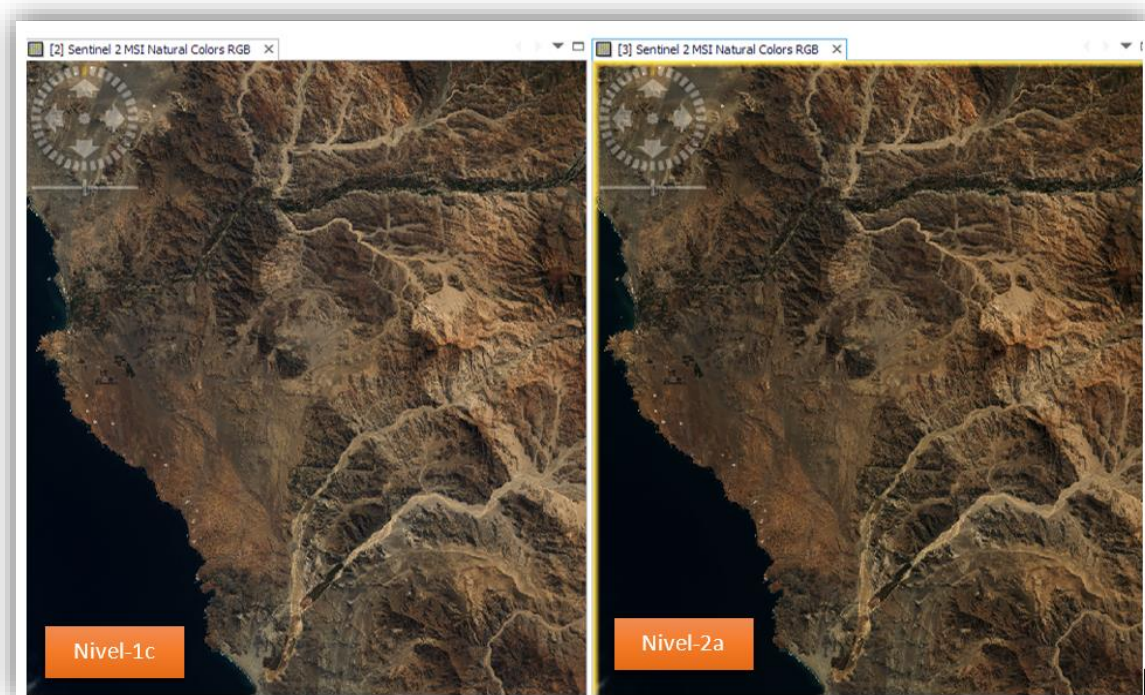 [2] Sentinel 2 MSI Natural Colors RGB
[3] Sentinel 2 MSI Natural Colors RGB
Nivel-1c
Nivel-2a